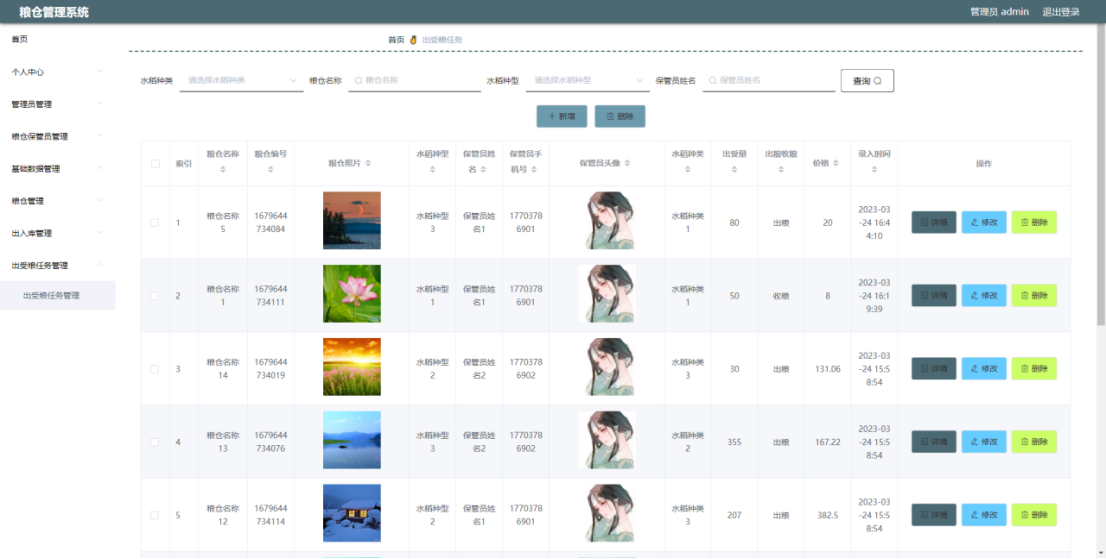 粮仓管理系统 管理员 admin 退出登录
首页
个人中心
管理员管理
粮仓保管员管理
基础数据管理
粮仓管理
出入库管理
出受粮任务管理
出受粮任务管理
首页 出受粮任务
水稻种类 请选择水稻种类 粮仓名称 粮仓名称 水稻种型 请选择水稻种型 保管员姓名 保管员姓名 查询
+ 新增 删除
索引 粮仓名称 粮仓编号 粮仓照片 水稻种型 保管员姓名 保管员手机号 保管员头像 水稻种类 出受量 出粮收粮 价格 录入时间 操作
1 粮仓名称5 1679644734084 水稻种型3 保管员姓名1 17703786901 水稻种类1 80 出粮 20 2023-03-24 16:44:10 详情 修改 删除
2 粮仓名称1 1679644734111 水稻种型1 保管员姓名1 17703786901 水稻种类1 50 收粮 8 2023-03-24 16:19:39 详情 修改 删除
3 粮仓名称14 1679644734019 水稻种型2 保管员姓名2 17703786902 水稻种类3 30 出粮 131.06 2023-03-24 15:58:54 详情 修改 删除
4 粮仓名称13 1679644734076 水稻种型3 保管员姓名2 17703786902 水稻种类2 355 出粮 167.22 2023-03-24 15:58:54 详情 修改 删除
5 粮仓名称12 1679644734114 水稻种型2 保管员姓名1 17703786901 水稻种类3 207 出粮 382.5 2023-03-24 15:58:54 详情 修改 删除